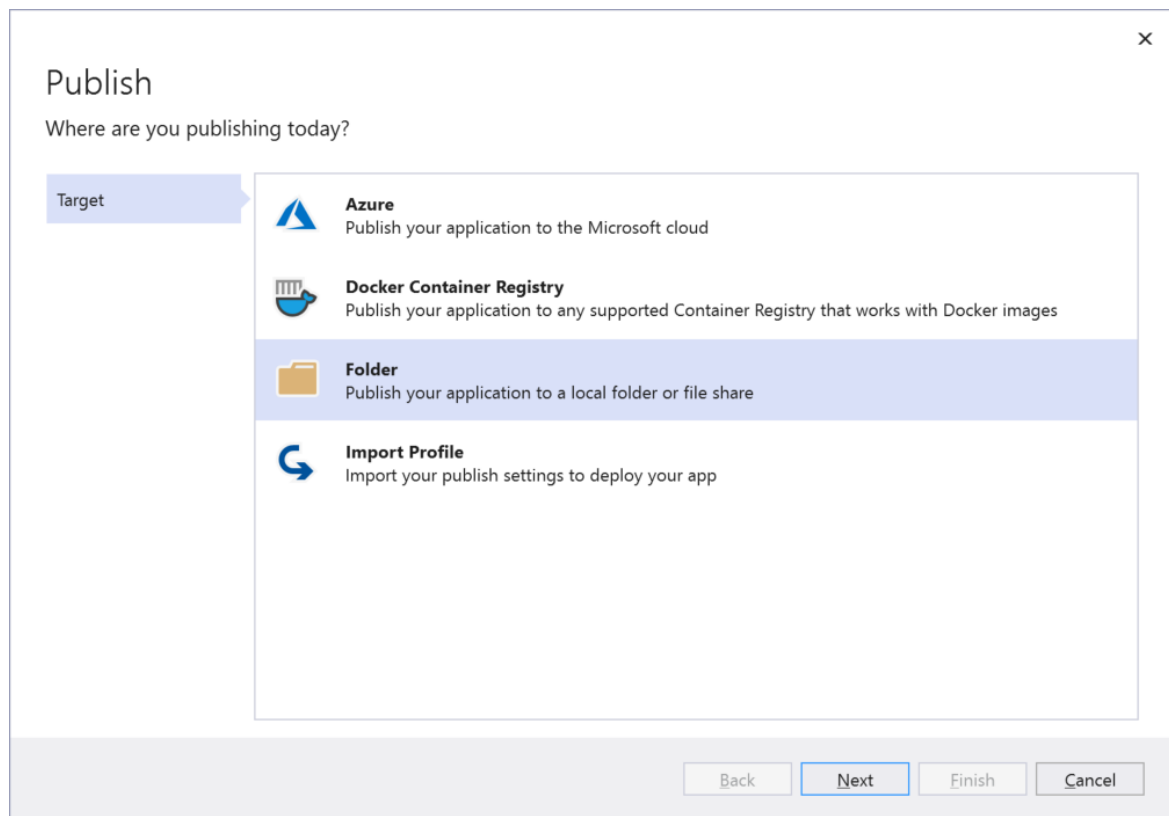 Publish
Where are you publishing today?
Target
Azure
Publish your application to the Microsoft cloud
Docker Container Registry
Publish your application to any supported Container Registry that works with Docker images
Folder
Publish your application to a local folder or file share
Import Profile
Import your publish settings to deploy your app
Back Next Finish Cancel